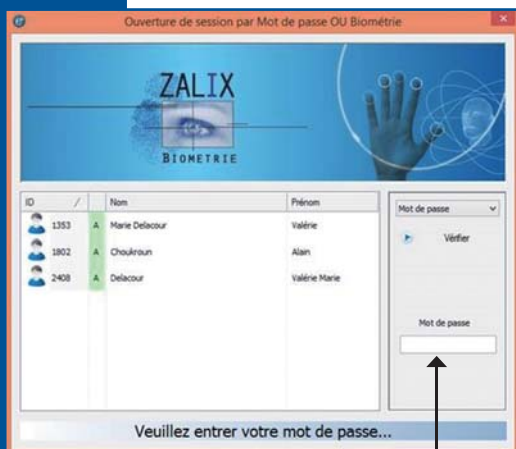 Ouverture de session par Mot de passe OU Biométrie
ZALIX
BIOMETRIE
ID / Nom Prénom
1353 A Marie Delacour Valérie
1802 A Choukroun Alain
2408 A Delacour Valérie Marie
Mot de passe
Vérifier
Mot de passe
Veuillez entrer votre mot de passe...